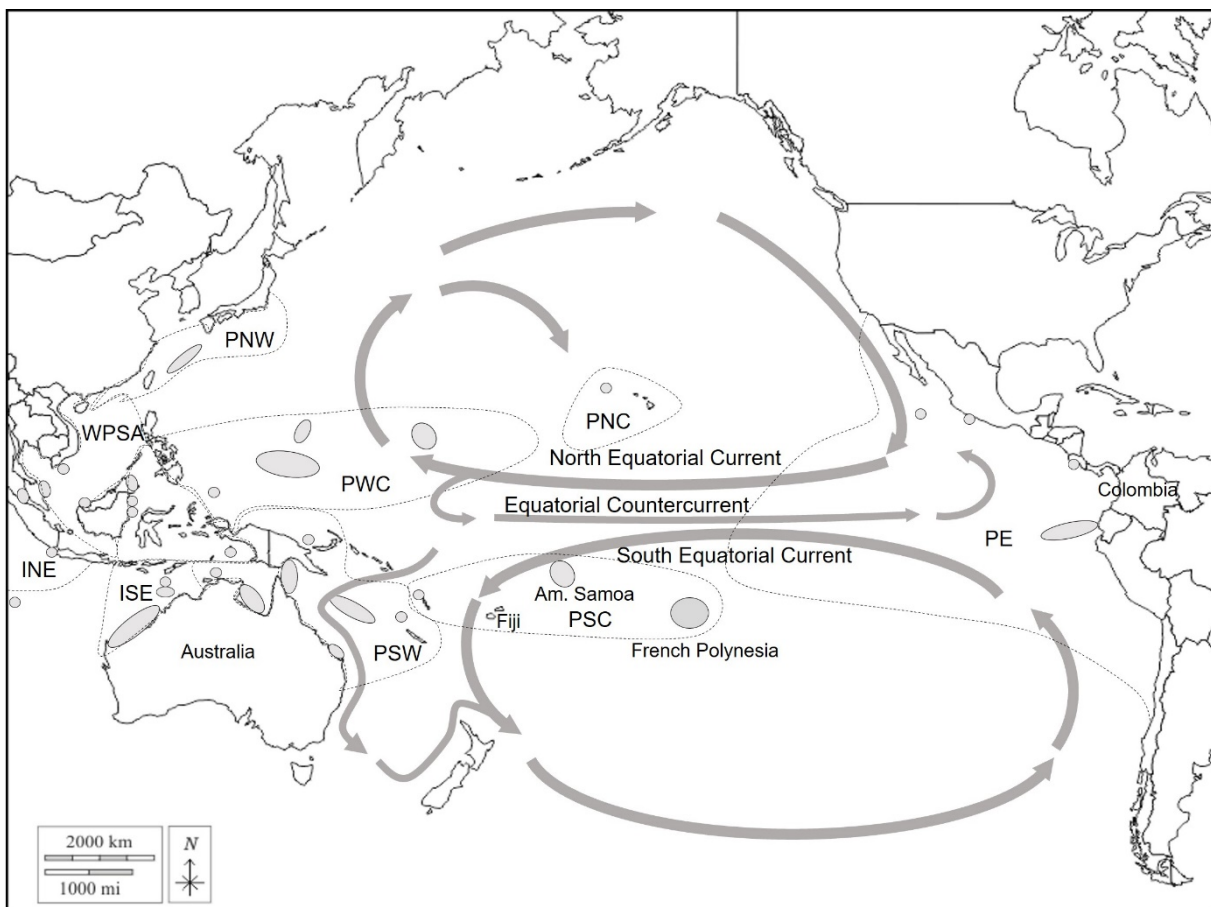 PNW
WPSA
PNC
North Equatorial Current
PWC
Colombia
Equatorial Countercurrent
PE
South Equatorial Current
INE
ISE
Am. Samoa
Fiji
PSC
Australia
PSW
French Polynesia
2000 km
1000 mi
N